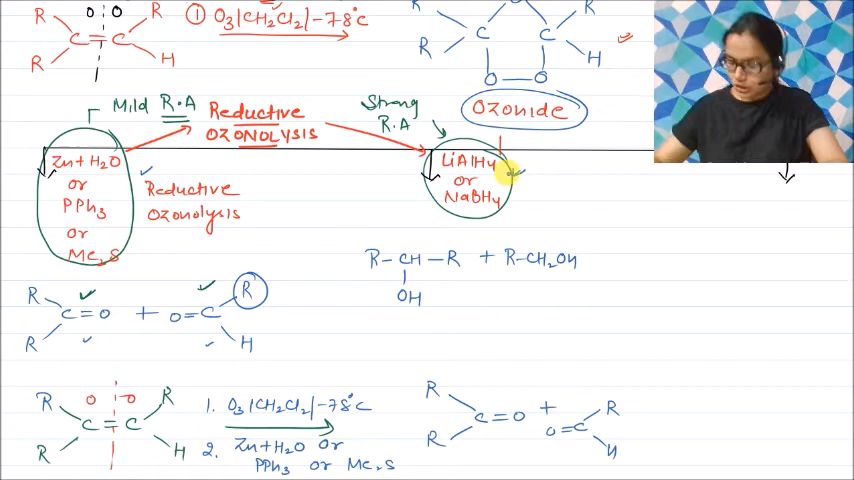 R O O R
① O3/CH2Cl2/-78°C
C=C
R H
R R
C C
R H
O—O
Ozonide
Mild R.A
Reductive
OZONOLYSIS
Strong
R.A
Zn+H2O
or
PPh3
or
Me2S
Reductive
Ozonolysis
LiAlH4
or
NaBH4
R-CH-R + R-CH2OH
OH
R R
C=O + O=C
R H
R O O R
C=C
R H
1. O3/CH2Cl2/-78°C
2. Zn+H2O or
PPh3 or Me2S
R
C=O + O=C R
R H